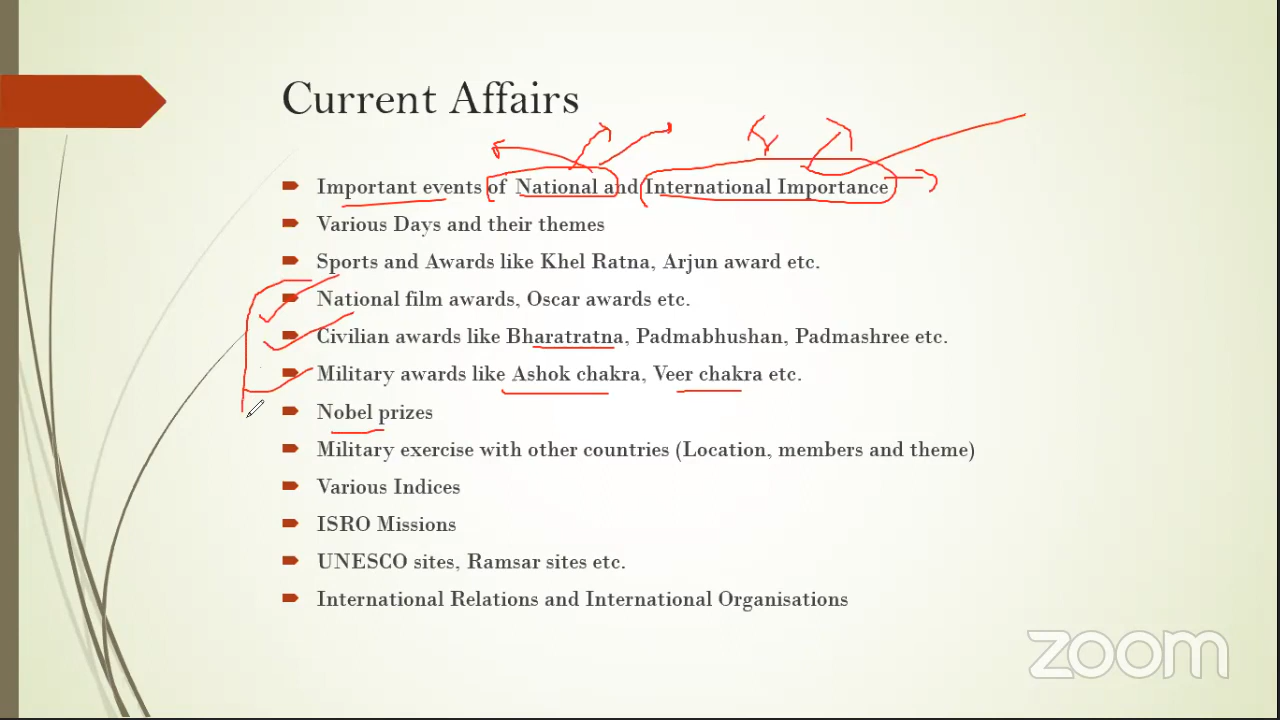 Current Affairs
Important events of National and International Importance
Various Days and their themes
Sports and Awards like Khel Ratna, Arjun award etc.
National film awards, Oscar awards etc.
Civilian awards like Bharatratna, Padmabhushan, Padmashree etc.
Military awards like Ashok chakra, Veer chakra etc.
Nobel prizes
Military exercise with other countries (Location, members and theme)
Various Indices
ISRO Missions
UNESCO sites, Ramsar sites etc.
International Relations and International Organisations
zoom